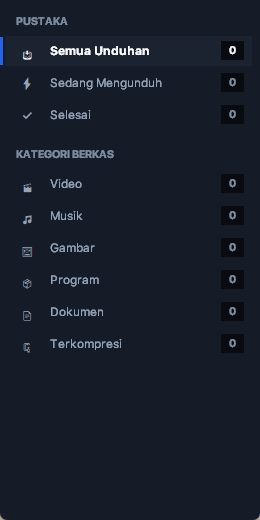 PUSTAKA
Semua Unduhan 0
Sedang Mengunduh 0
Selesai 0
KATEGORI BERKAS
Video 0
Musik 0
Gambar 0
Program 0
Dokumen 0
Terkompresi 0